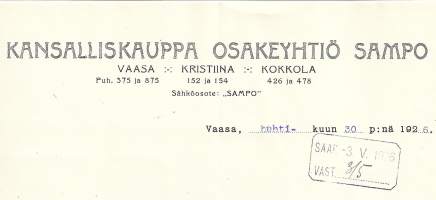 KANSALLISKAUPPA OSAKEYHTIÖ SAMPO
VAASA KRISTIINA KOKKOLA
Puh. 375 ja 875 152 ja 154 426 ja 478
Sähköosote: „SAMPO"
Vaasa, huhti- kuun 30 p:nä 1926.
SAAP -3. V. 1926
VAST. 3/5